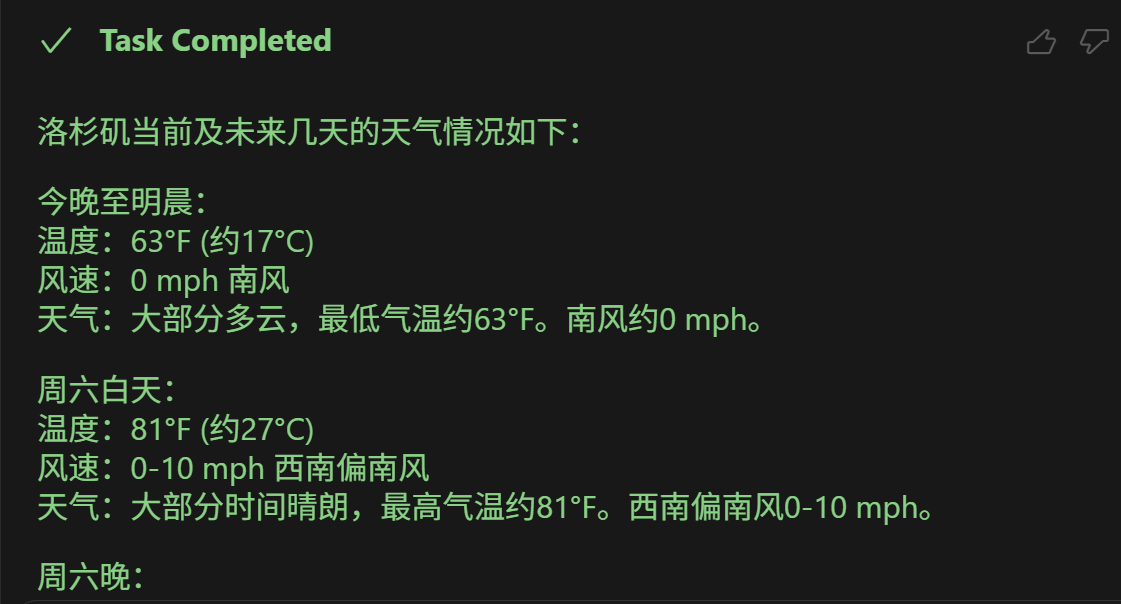 Task Completed
洛杉矶当前及未来几天的天气情况如下：
今晚至明晨：
温度：63°F (约17°C)
风速：0 mph 南风
天气：大部分多云，最低气温约63°F。南风约0 mph。
周六白天：
温度：81°F (约27°C)
风速：0-10 mph 西南偏南风
天气：大部分时间晴朗，最高气温约81°F。西南偏南风0-10 mph。
周六晚：